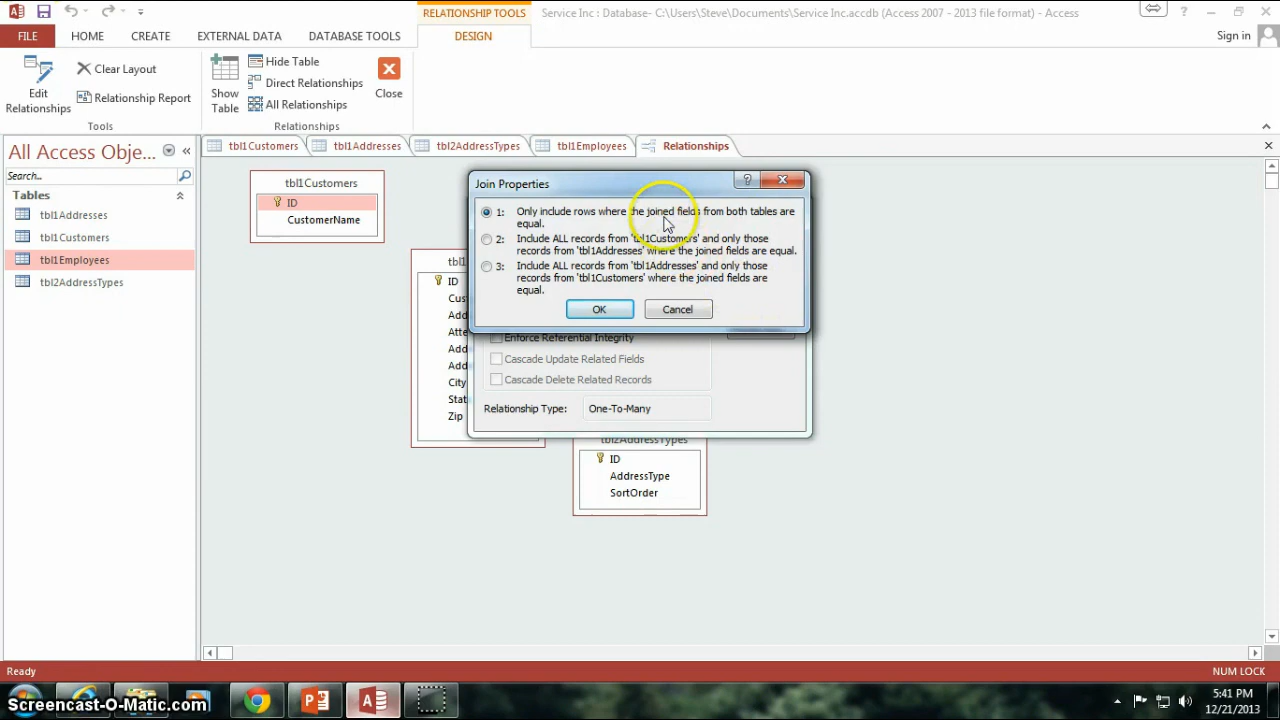 RELATIONSHIP TOOLS
Service Inc : Database- C:\Users\Steve\Documents\Service Inc.accdb (Access 2007 - 2013 file format) - Access
FILE
HOME
CREATE
EXTERNAL DATA
DATABASE TOOLS
DESIGN
Sign in
Edit
Relationships
Clear Layout
Relationship Report
Tools
Show
Table
Hide Table
Direct Relationships
All Relationships
Close
Relationships
All Access Obje...
Search...
Tables
tbl1Addresses
tbl1Customers
tbl1Employees
tbl2AddressTypes
tbl1Customers
tbl1Addresses
tbl2AddressTypes
tbl1Employees
Relationships
tbl1Customers
ID
CustomerName
tbl1
ID
Cus
Add
Atte
Add
Add
City
Stat
Zip
Join Properties
1: Only include rows where the joined fields from both tables are
equal.
2: Include ALL records from 'tbl1Customers' and only those
records from 'tbl1Addresses' where the joined fields are equal.
3: Include ALL records from 'tbl1Addresses' and only those
records from 'tbl1Customers' where the joined fields are
equal.
OK
Cancel
Enforce Referential Integrity
Cascade Update Related Fields
Cascade Delete Related Records
Relationship Type:
One-To-Many
tbl2AddressTypes
ID
AddressType
SortOrder
Ready
NUM LOCK
Screencast-O-Matic.com
5:41 PM
12/21/2013